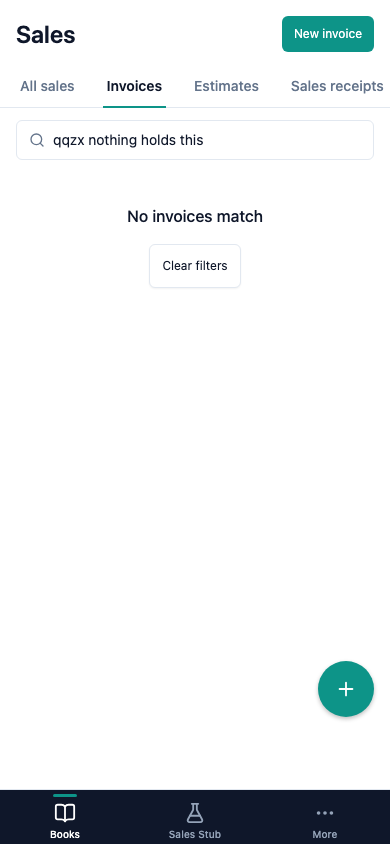 Sales
New invoice
All sales
Invoices
Estimates
Sales receipts
qqzx nothing holds this
No invoices match
Clear filters
Books
Sales Stub
More